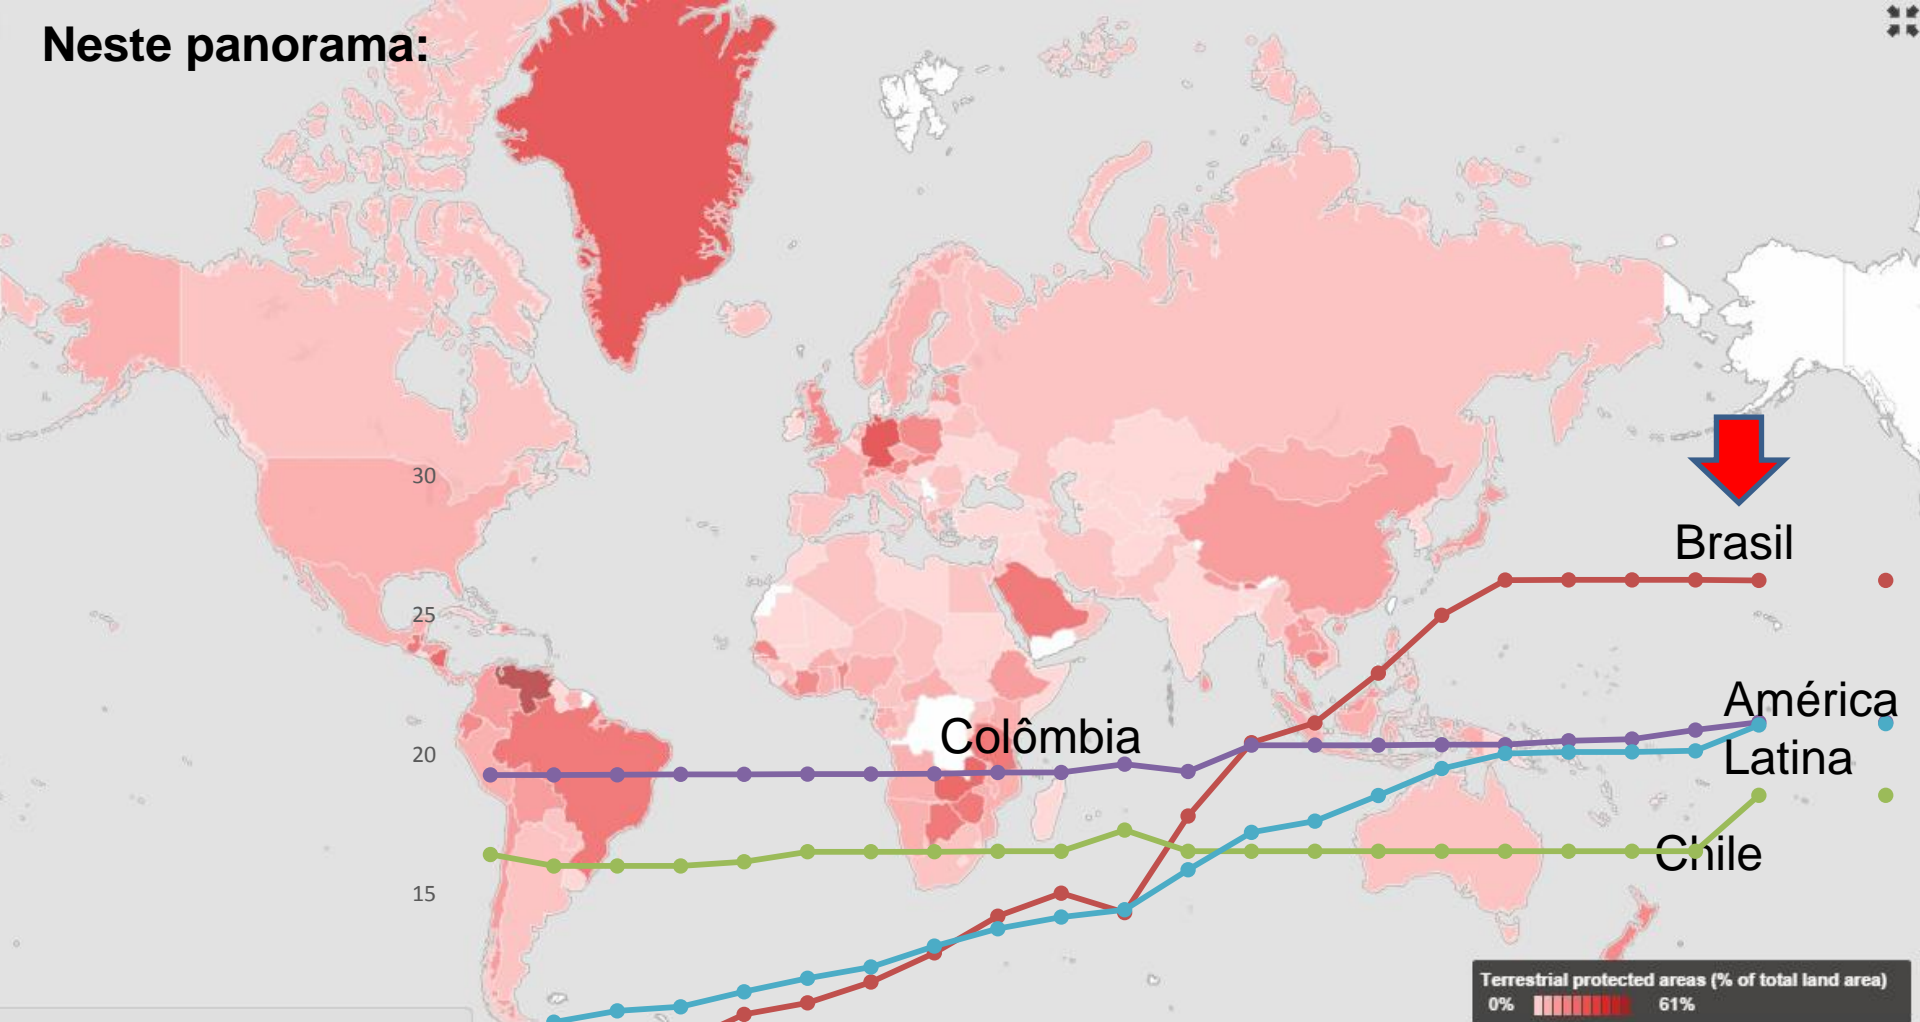 Neste panorama:
30
Brasil
25
América
Latina
Colômbia
20
Chile
15
Terrestrial protected areas (% of total land area)
0% 61%